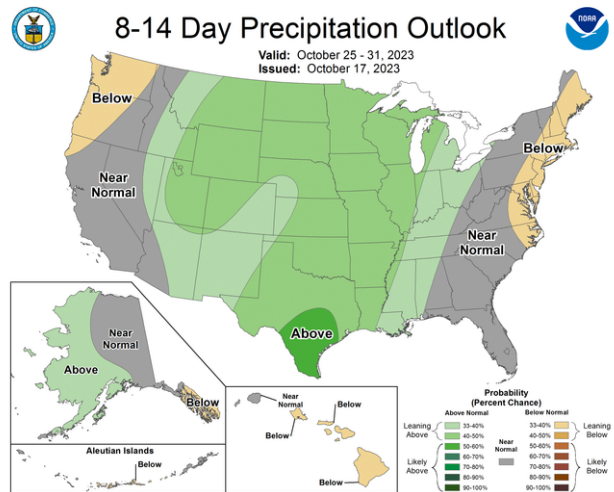 8-14 Day Precipitation Outlook
Valid: October 25 - 31, 2023
Issued: October 17, 2023
NOAA
Below
Near
Normal
Below
Near
Normal
Above
Near
Normal
Above
Below
Aleutian Islands
Below
Near
Normal
Below
Below
Below
Probability
(Percent Chance)
Above Normal Below Normal
Leaning
Above
33-40% 33-40%
40-50% 40-50%
Leaning
Below
Likely
Above
50-60% 50-60%
60-70% 60-70%
70-80% 70-80%
80-90% 80-90%
90-100% 90-100%
Near
Normal
Likely
Below